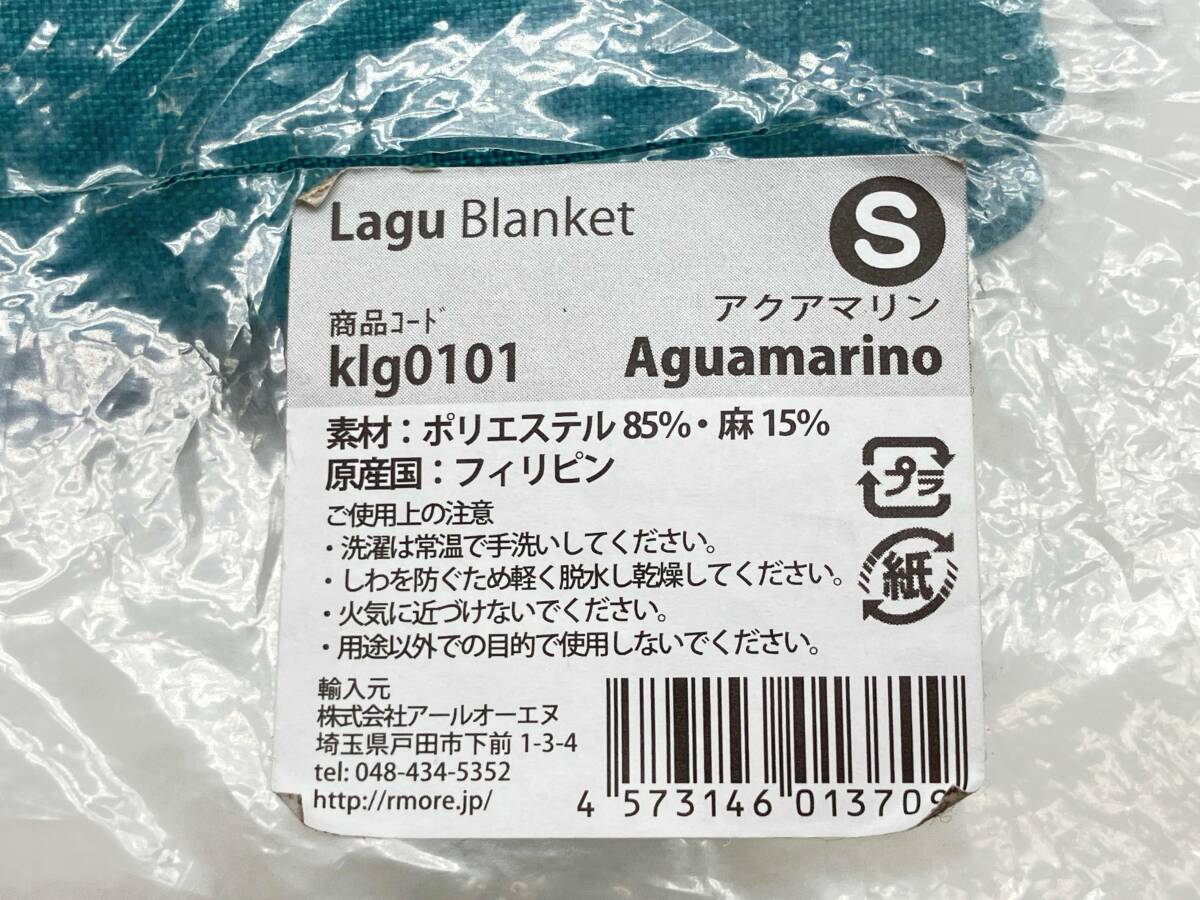 Lagu Blanket
S
アクアマリン
商品ｺｰﾄﾞ
klg0101
Aguamarino
素材：ポリエステル 85%・麻 15%
原産国：フィリピン
プラ
紙
ご使用上の注意
・洗濯は常温で手洗いしてください。
・しわを防ぐため軽く脱水し乾燥してください。
・火気に近づけないでください。
・用途以外での目的で使用しないでください。
輸入元
株式会社アールオーエヌ
埼玉県戸田市下前 1-3-4
tel: 048-434-5352
http://rmore.jp/
4 573146 013709